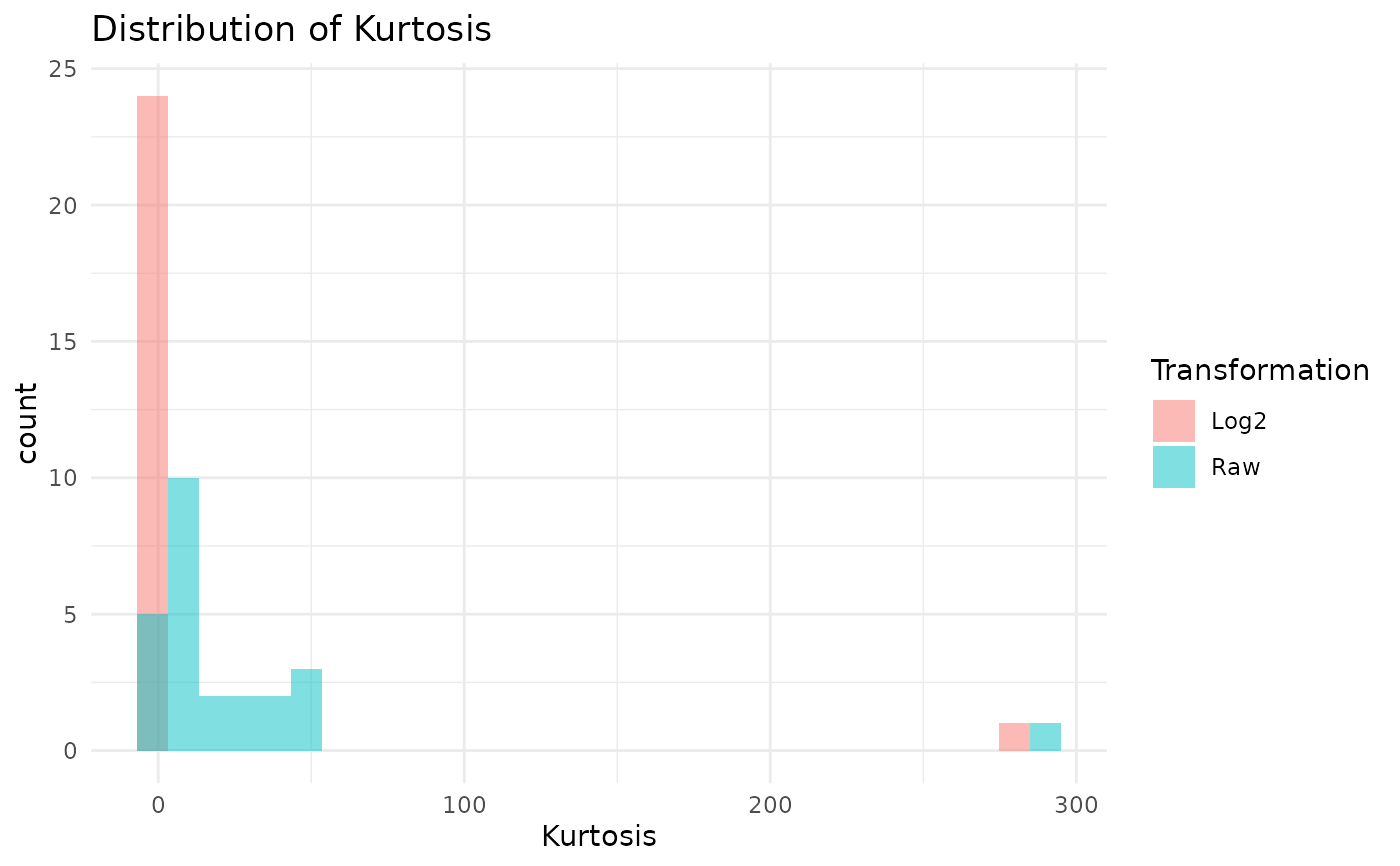 Distribution of Kurtosis
25
20
15
10
5
0
count
0 100 200 300
Kurtosis
Transformation
Log2
Raw